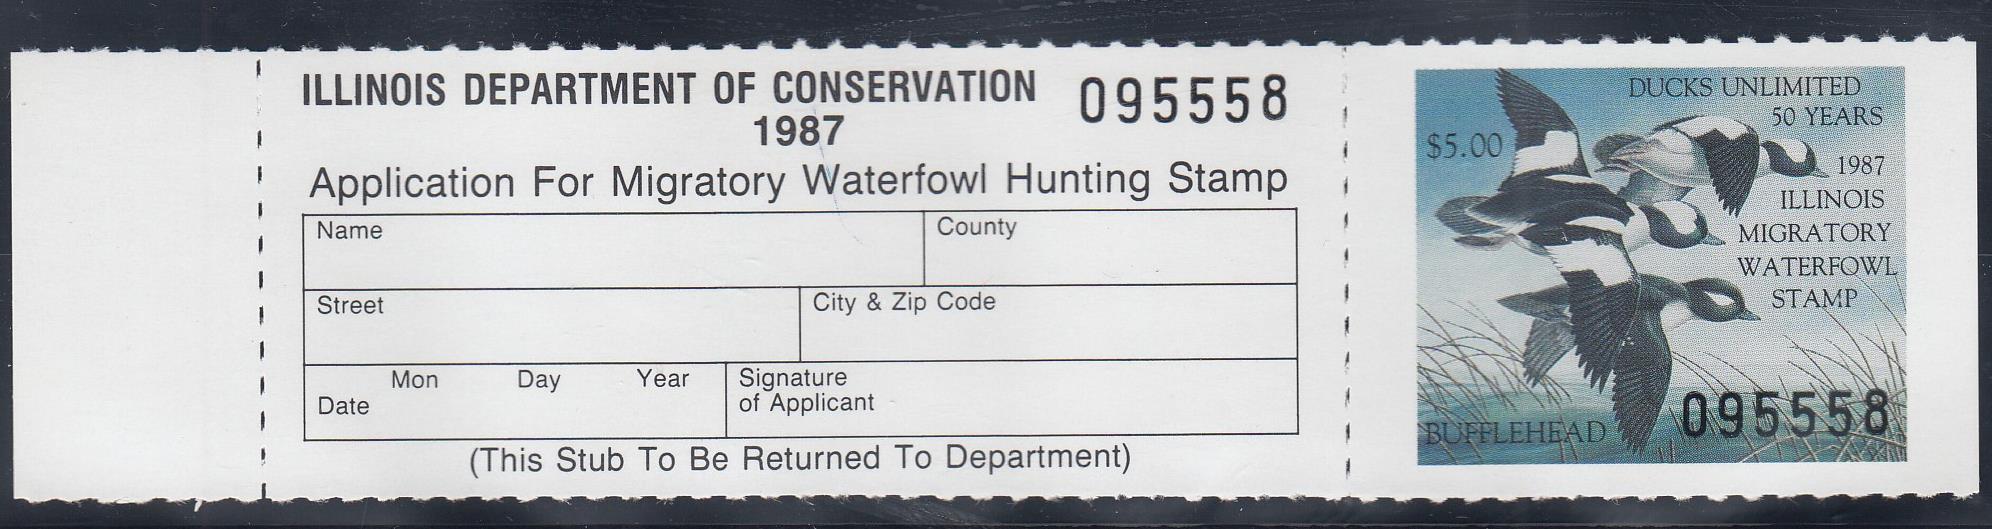 ILLINOIS DEPARTMENT OF CONSERVATION 095558
1987
Application For Migratory Waterfowl Hunting Stamp
Name County
Street City & Zip Code
Mon Day Year
Date
Signature
of Applicant
(This Stub To Be Returned To Department)
DUCKS UNLIMITED
50 YEARS
$5.00
1987
ILLINOIS
MIGRATORY
WATERFOWL
STAMP
095558
BUFFLEHEAD